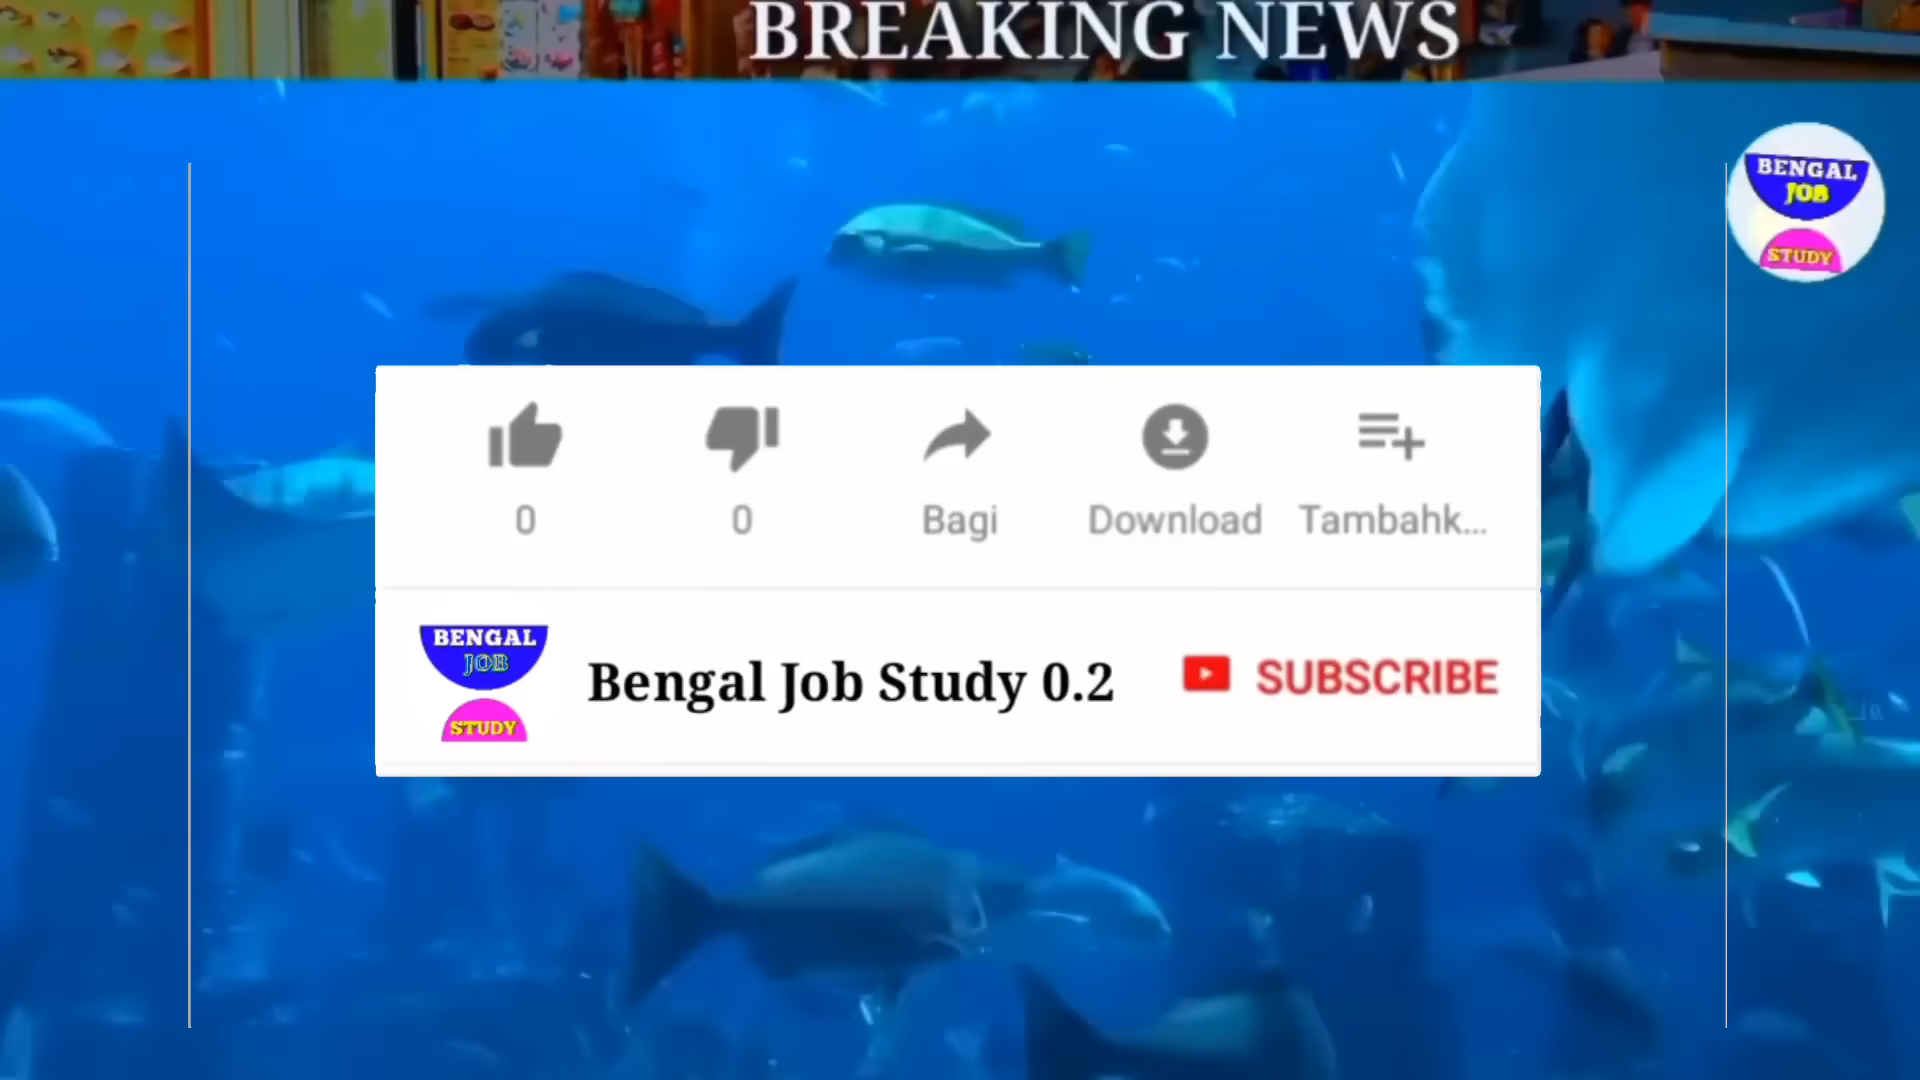 BREAKING NEWS
BENGAL
JOB
STUDY
0
0
Bagi
Download
Tambahk...
BENGAL
JOB
STUDY
Bengal Job Study 0.2
SUBSCRIBE